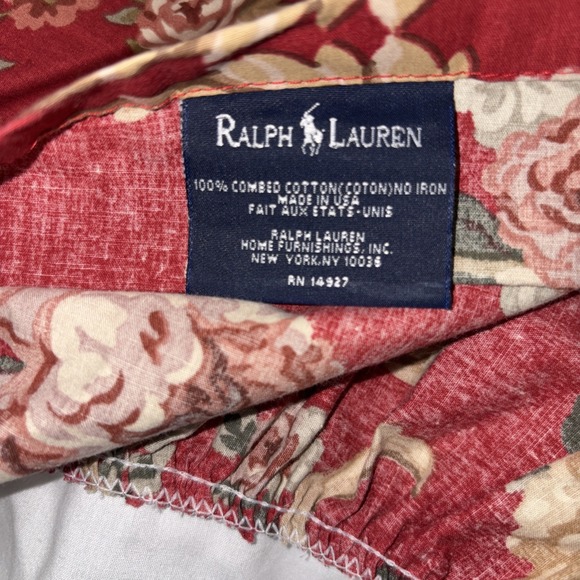 RALPH LAUREN
100% COMBED COTTON(COTON)NO IRON
MADE IN USA
FAIT AUX ETATS-UNIS
RALPH LAUREN
HOME FURNISHINGS, INC.
NEW YORK,NY 10036
RN 14927